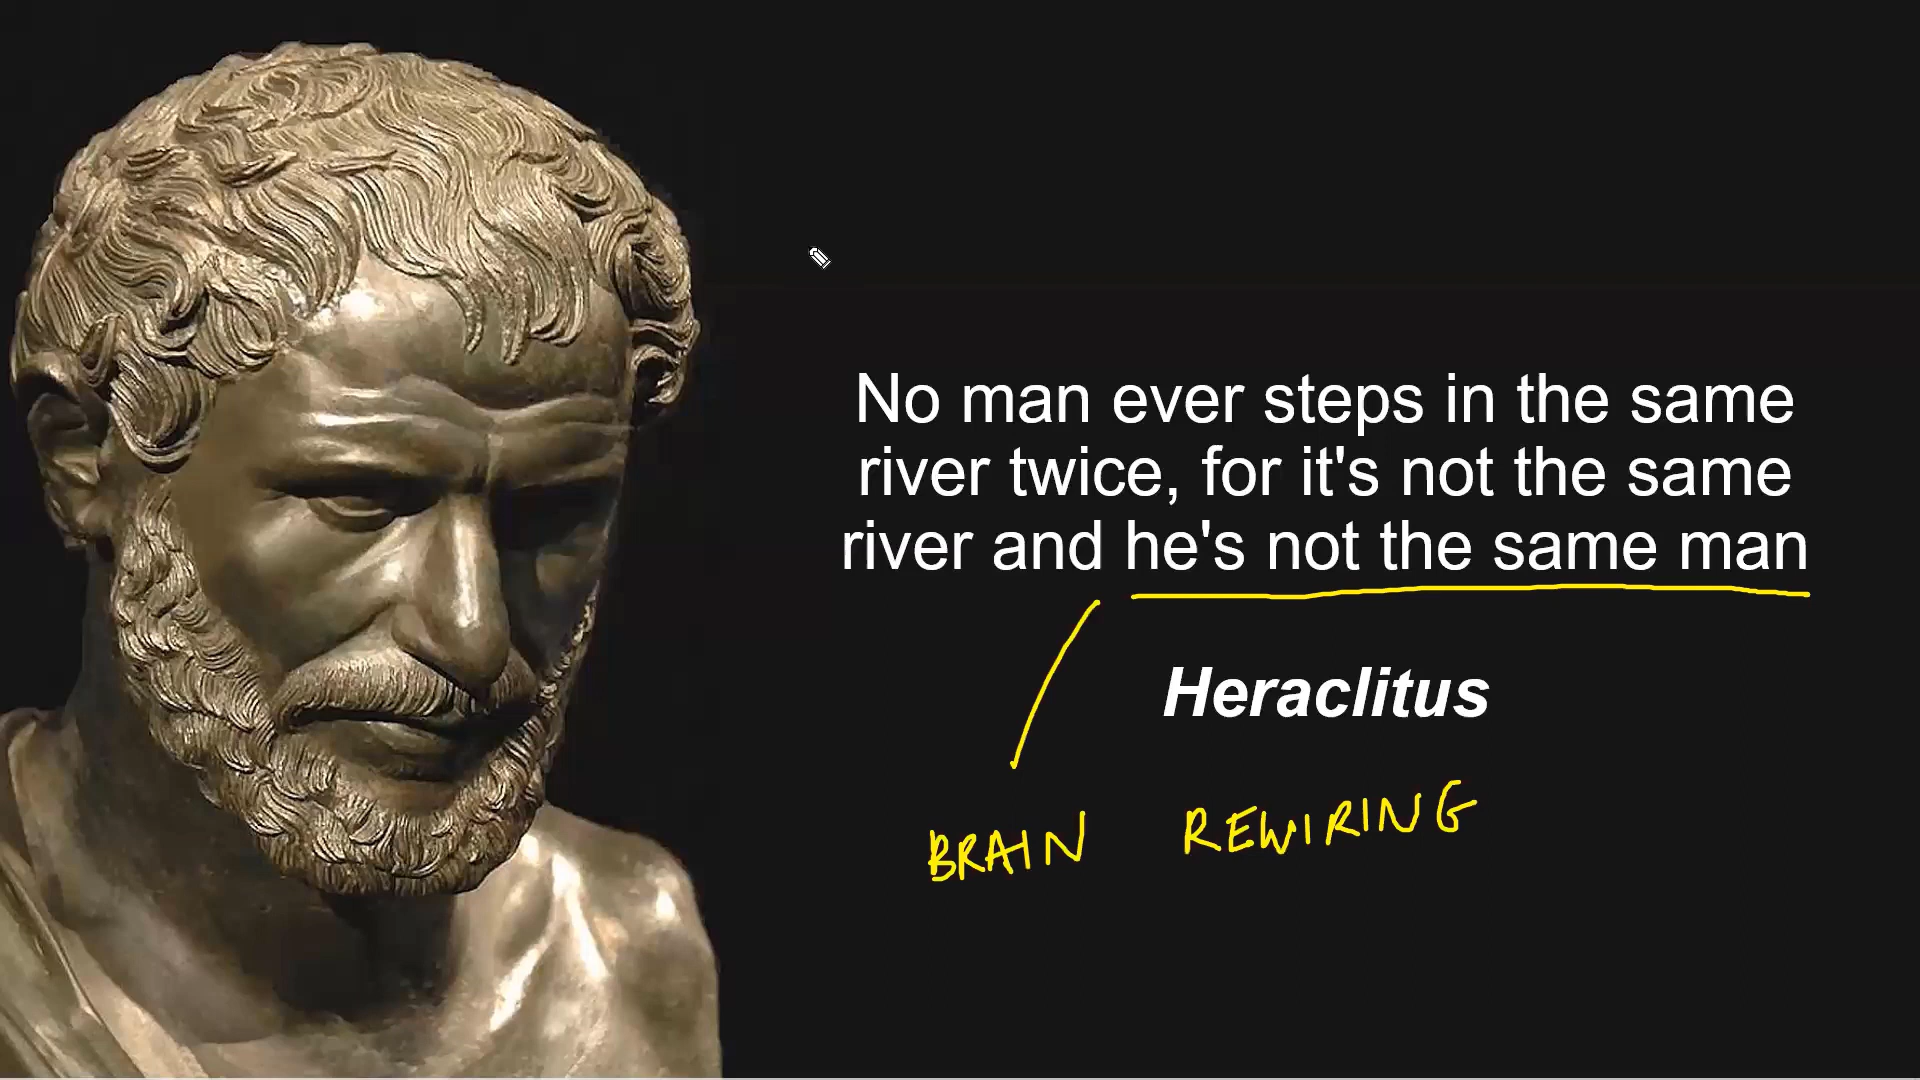 No man ever steps in the same
river twice, for it's not the same
river and he's not the same man
Heraclitus
BRAIN REWIRING